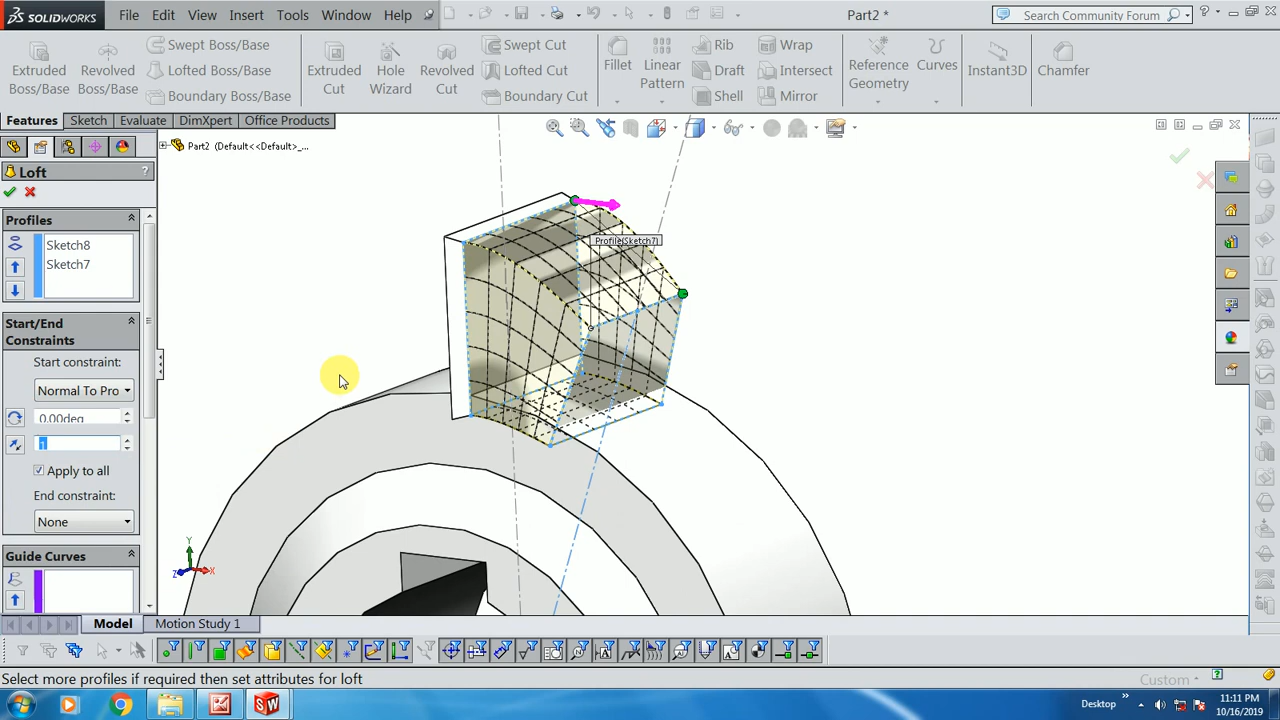 SOLIDWORKS File Edit View Insert Tools Window Help Part2 * Search Community Forum
Extruded Boss/Base
Revolved Boss/Base
Swept Boss/Base
Lofted Boss/Base
Boundary Boss/Base
Extruded Cut
Hole Wizard
Revolved Cut
Swept Cut
Lofted Cut
Boundary Cut
Fillet
Linear Pattern
Rib
Draft
Shell
Wrap
Intersect
Mirror
Reference Geometry
Curves
Instant3D
Chamfer
Features Sketch Evaluate DimXpert Office Products
Part2 (Default<<Default>_...
Loft ?
Profiles
Sketch8
Sketch7
Start/End Constraints
Start constraint:
Normal To Pro
0.00deg
1
Apply to all
End constraint:
None
Guide Curves
Profile(Sketch7)
Y
Z X
Model Motion Study 1
Select more profiles if required then set attributes for loft Custom
Desktop 11:11 PM
10/16/2019